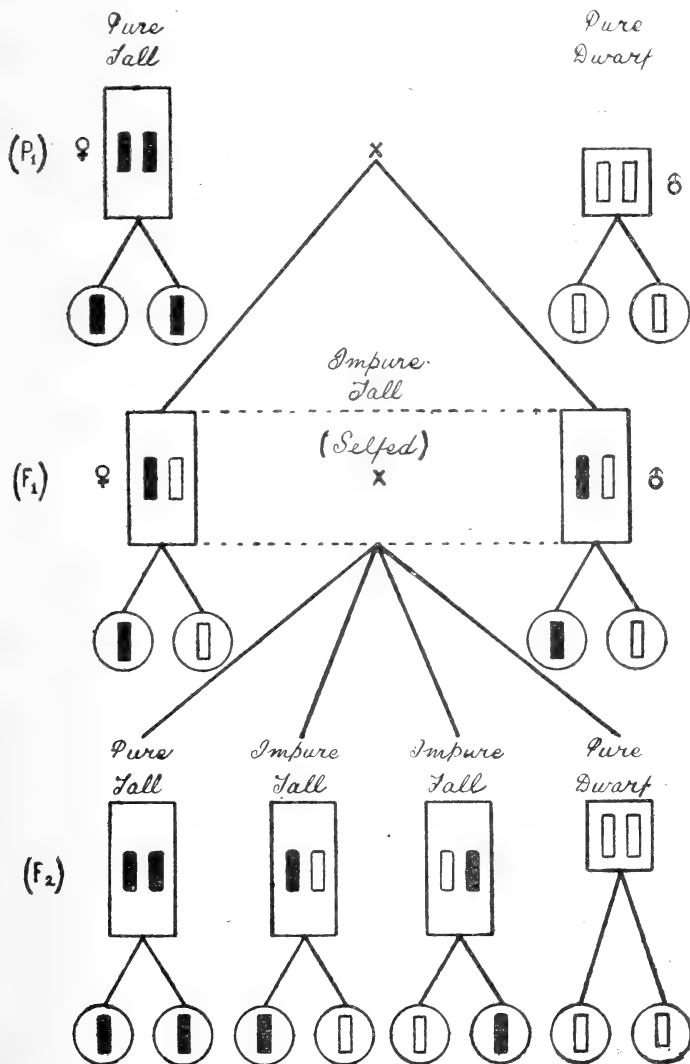 Pure
Tall
Pure
Dwarf
(P₁) ♀ x ♂
Impure
Tall
(Selfed)
(F₁) ♀ x ♂
Pure
Tall
Impure
Tall
Impure
Tall
Pure
Dwarf
(F₂)